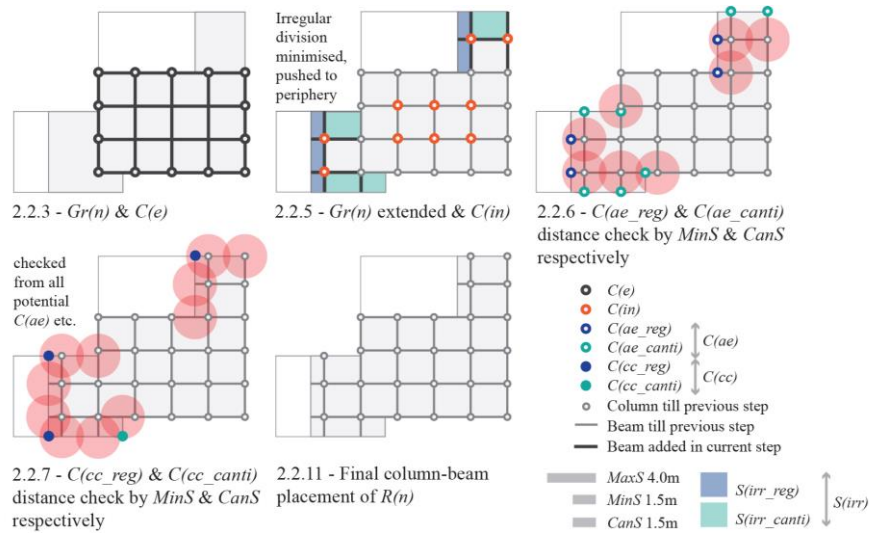 Irregular
division
minimised,
pushed to
periphery
2.2.3 - Gr(n) & C(e)
2.2.5 - Gr(n) extended & C(in)
2.2.6 - C(ae_reg) & C(ae_canti)
distance check by MinS & CanS
respectively
checked
from all
potential
C(ae) etc.
2.2.7 - C(cc_reg) & C(cc_canti)
distance check by MinS & CanS
respectively
2.2.11 - Final column-beam
placement of R(n)
C(e)
C(in)
C(ae_reg)
C(ae_canti)
C(ae)
C(cc_reg)
C(cc_canti)
C(cc)
Column till previous step
Beam till previous step
Beam added in current step
MaxS 4.0m
MinS 1.5m
CanS 1.5m
S(irr_reg)
S(irr_canti)
S(irr)